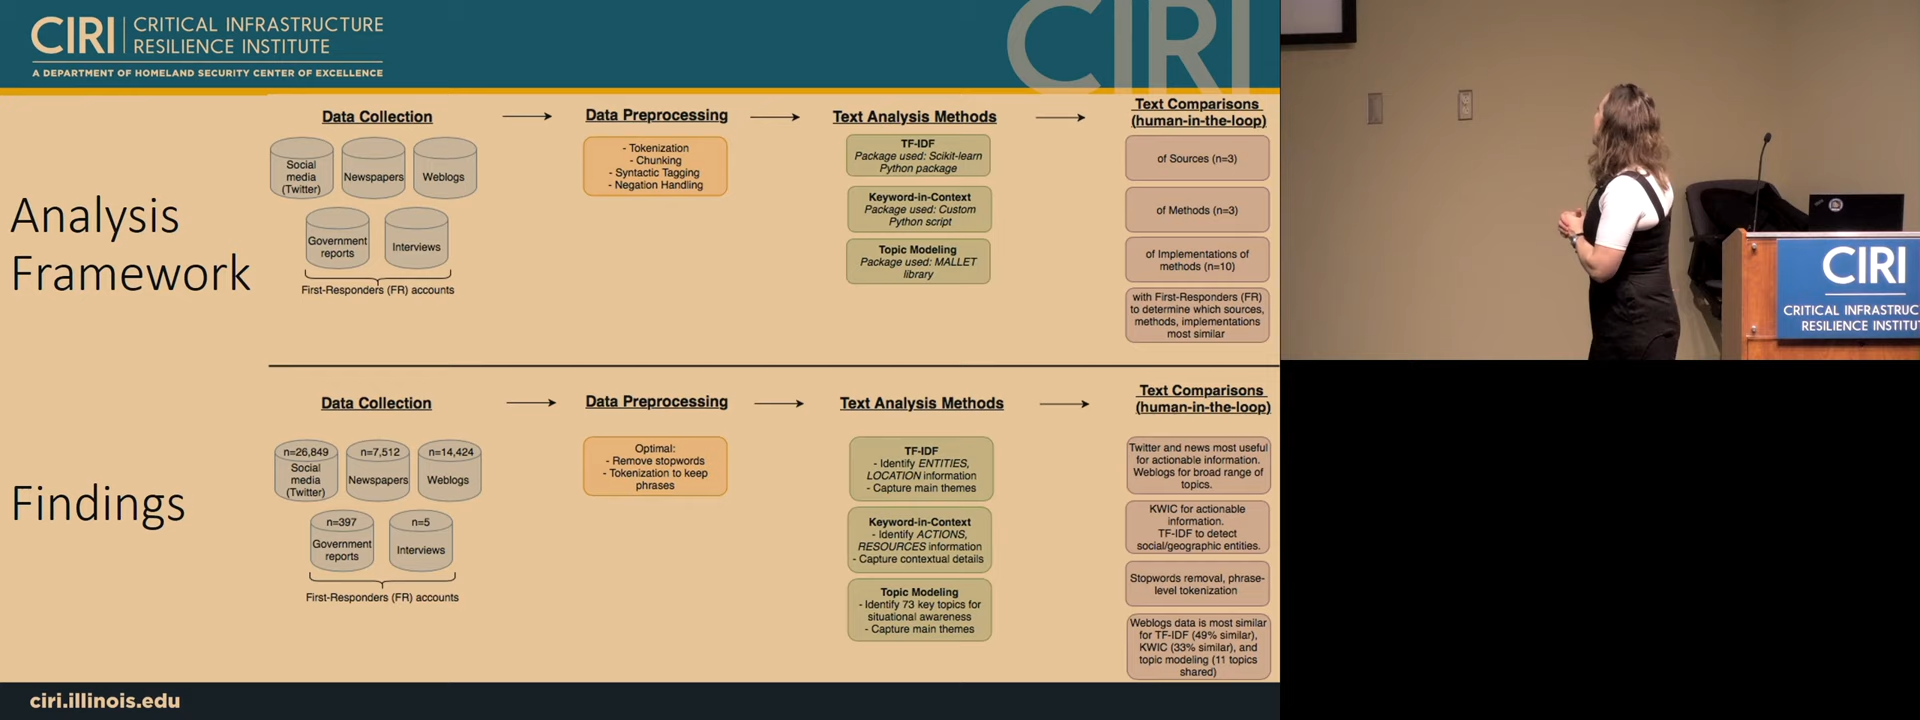 CIRI
CRITICAL INFRASTRUCTURE
RESILIENCE INSTITUTE
A DEPARTMENT OF HOMELAND SECURITY CENTER OF EXCELLENCE
CIRI
Analysis
Framework
Data Collection
Social
media
(Twitter)
Newspapers
Weblogs
Government
reports
Interviews
First-Responders (FR) accounts
Data Preprocessing
- Tokenization
- Chunking
- Syntactic Tagging
- Negation Handling
Text Analysis Methods
TF-IDF
Package used: Scikit-learn
Python package
Keyword-in-Context
Package used: Custom
Python script
Topic Modeling
Package used: MALLET
library
Text Comparisons
(human-in-the-loop)
of Sources (n=3)
of Methods (n=3)
of Implementations of
methods (n=10)
with First-Responders (FR)
to determine which sources,
methods, implementations
most similar
Findings
Data Collection
n=26,849
Social
media
(Twitter)
n=7,512
Newspapers
n=14,424
Weblogs
n=397
Government
reports
n=5
Interviews
First-Responders (FR) accounts
Data Preprocessing
Optimal:
- Remove stopwords
- Tokenization to keep
phrases
Text Analysis Methods
TF-IDF
- Identify ENTITIES,
LOCATION information
- Capture main themes
Keyword-in-Context
- Identify ACTIONS,
RESOURCES information
- Capture contextual details
Topic Modeling
- Identify 73 key topics for
situational awareness
- Capture main themes
Text Comparisons
(human-in-the-loop)
Twitter and news most useful
for actionable information.
Weblogs for broad range of
topics.
KWIC for actionable
information.
TF-IDF to detect
social/geographic entities.
Stopwords removal, phrase-
level tokenization
Weblogs data is most similar
for TF-IDF (49% similar),
KWIC (33% similar), and
topic modeling (11 topics
shared)
ciri.illinois.edu
CIRI
CRITICAL INFRASTRUC
RESILIENCE INSTITUT